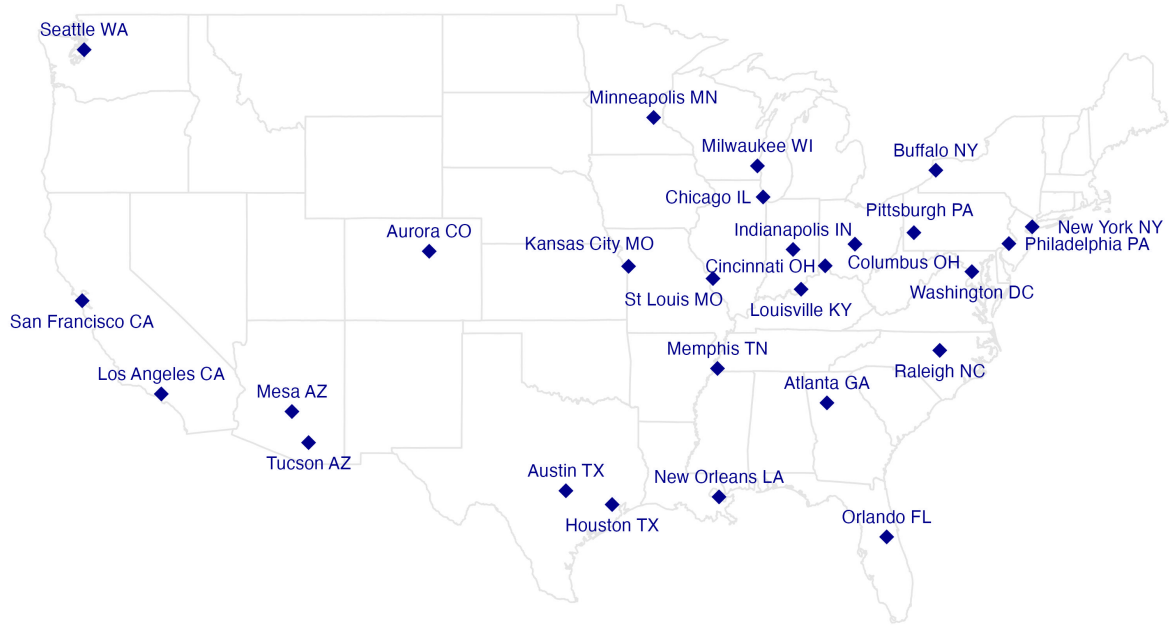 Seattle WA
Minneapolis MN
Milwaukee WI
Buffalo NY
Chicago IL
Pittsburgh PA
Aurora CO
Indianapolis IN
New York NY
Kansas City MO
Philadelphia PA
Cincinnati OH
Columbus OH
St Louis MO
Washington DC
Louisville KY
San Francisco CA
Memphis TN
Raleigh NC
Los Angeles CA
Atlanta GA
Mesa AZ
Tucson AZ
Austin TX
New Orleans LA
Houston TX
Orlando FL